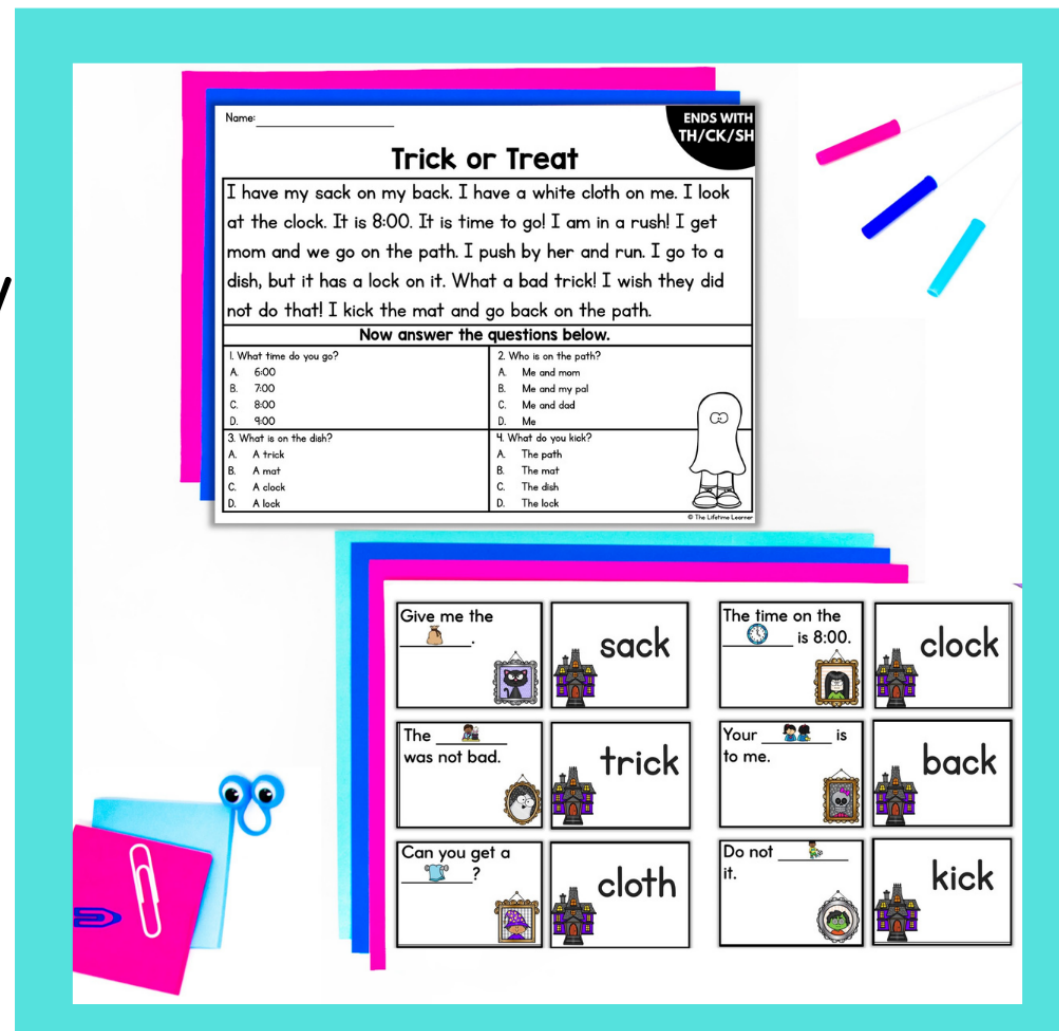 Name:
ENDS WITH
TH/CK/SH
Trick or Treat
I have my sack on my back. I have a white cloth on me. I look
at the clock. It is 8:00. It is time to go! I am in a rush! I get
mom and we go on the path. I push by her and run. I go to a
dish, but it has a lock on it. What a bad trick! I wish they did
not do that! I kick the mat and go back on the path.
Now answer the questions below.
1. What time do you go?
A. 6:00
B. 7:00
C. 8:00
D. 9:00
2. Who is on the path?
A. Me and mom
B. Me and my pal
C. Me and dad
D. Me
3. What is on the dish?
A. A trick
B. A mat
C. A clock
D. A lock
4. What do you kick?
A. The path
B. The mat
C. The dish
D. The lock
© The Lifetime Learner
Give me the
.
sack
The time on the
is 8:00.
clock
The
was not bad.
trick
Your is
to me.
back
Can you get a
?
cloth
Do not
it.
kick